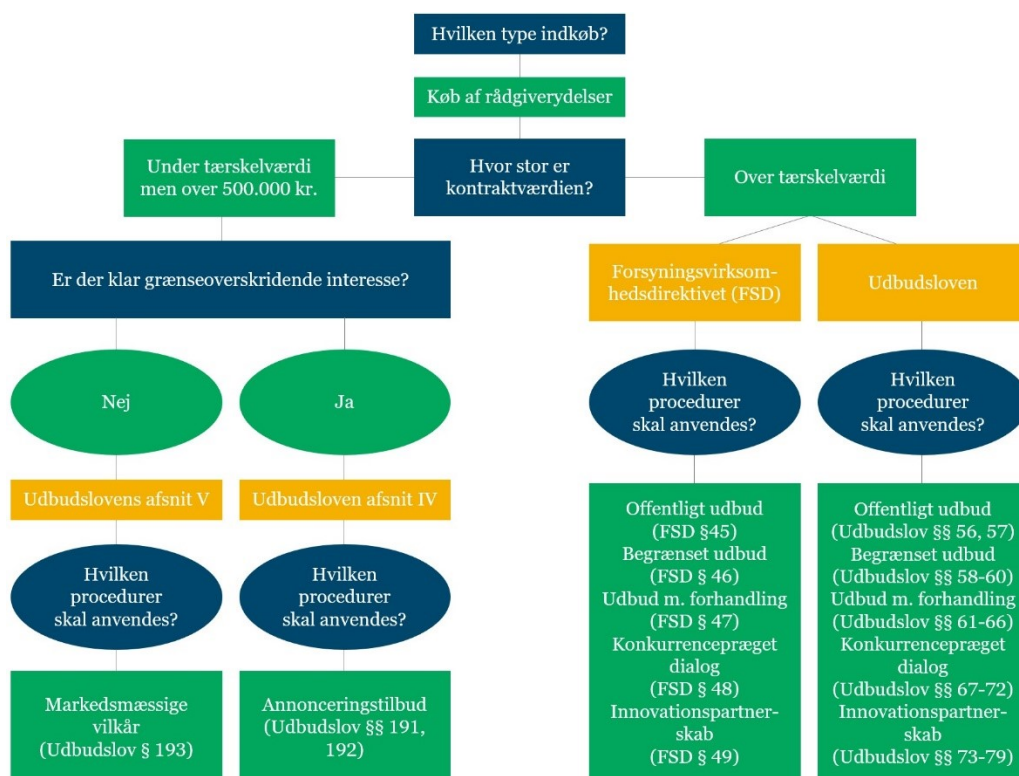 Hvilken type indkøb?
Køb af rådgiverydelser
Under tærskelværdi
men over 500.000 kr.
Hvor stor er
kontraktværdien?
Over tærskelværdi
Er der klar grænseoverskridende interesse?
Forsyningsvirksom-
hedsdirektivet (FSD)
Udbudsloven
Nej
Ja
Hvilken
procedurer
skal anvendes?
Hvilken
procedurer
skal anvendes?
Udbudslovens afsnit V
Udbudsloven afsnit IV
Hvilken
procedurer
skal anvendes?
Hvilken
procedurer
skal anvendes?
Markedsmæssige
vilkår
(Udbudslov § 193)
Annonceringstilbud
(Udbudslov §§ 191,
192)
Offentligt udbud
(FSD §45)
Begrænset udbud
(FSD § 46)
Udbud m. forhandling
(FSD § 47)
Konkurrencepræget
dialog
(FSD § 48)
Innovationspartner-
skab
(FSD § 49)
Offentligt udbud
(Udbudslov §§ 56, 57)
Begrænset udbud
(Udbudslov §§ 58-60)
Udbud m. forhandling
(Udbudslov §§ 61-66)
Konkurrencepræget
dialog
(Udbudslov §§ 67-72)
Innovationspartner-
skab
(Udbudslov §§ 73-79)